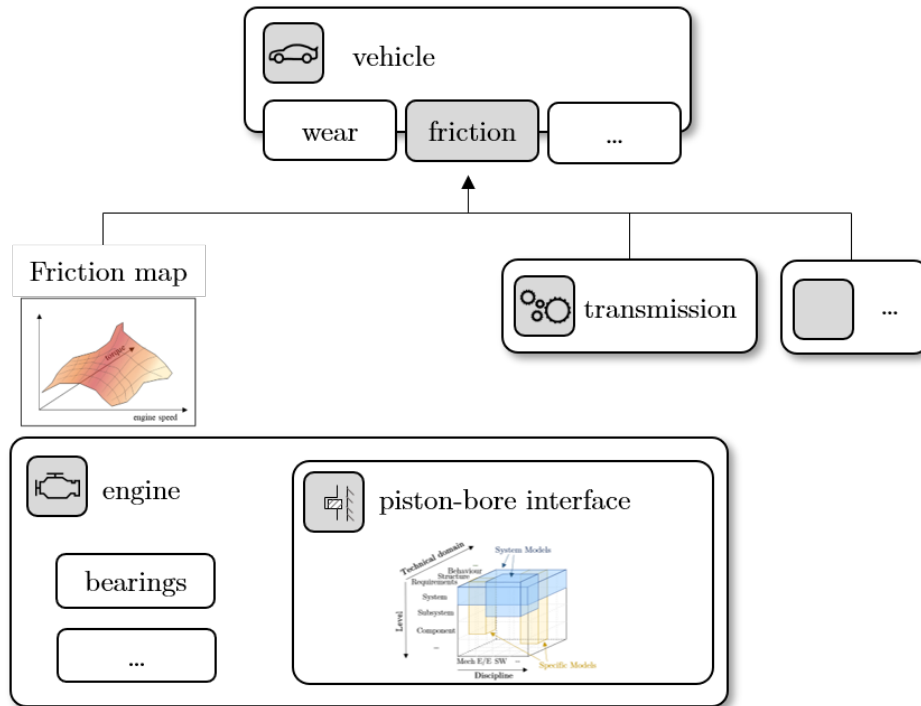 vehicle
wear
friction
...
Friction map
torque
engine speed
transmission
...
engine
bearings
...
piston-bore interface
Technical domain
System Models
...
Behaviour
Structure
Requirements
System
Subsystem
Component
...
Level
Mech E/E SW ...
Discipline
Specific Models